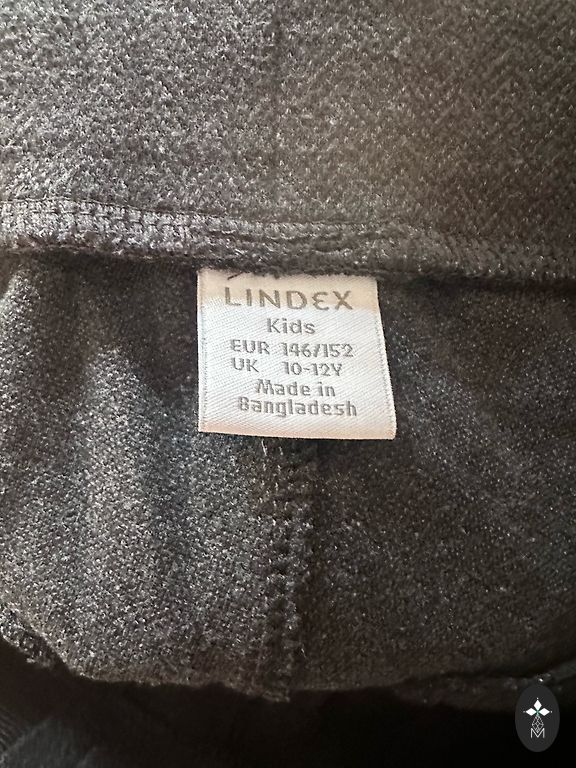 LINDEX
Kids
EUR 146/152
UK 10-12Y
Made in
Bangladesh
M